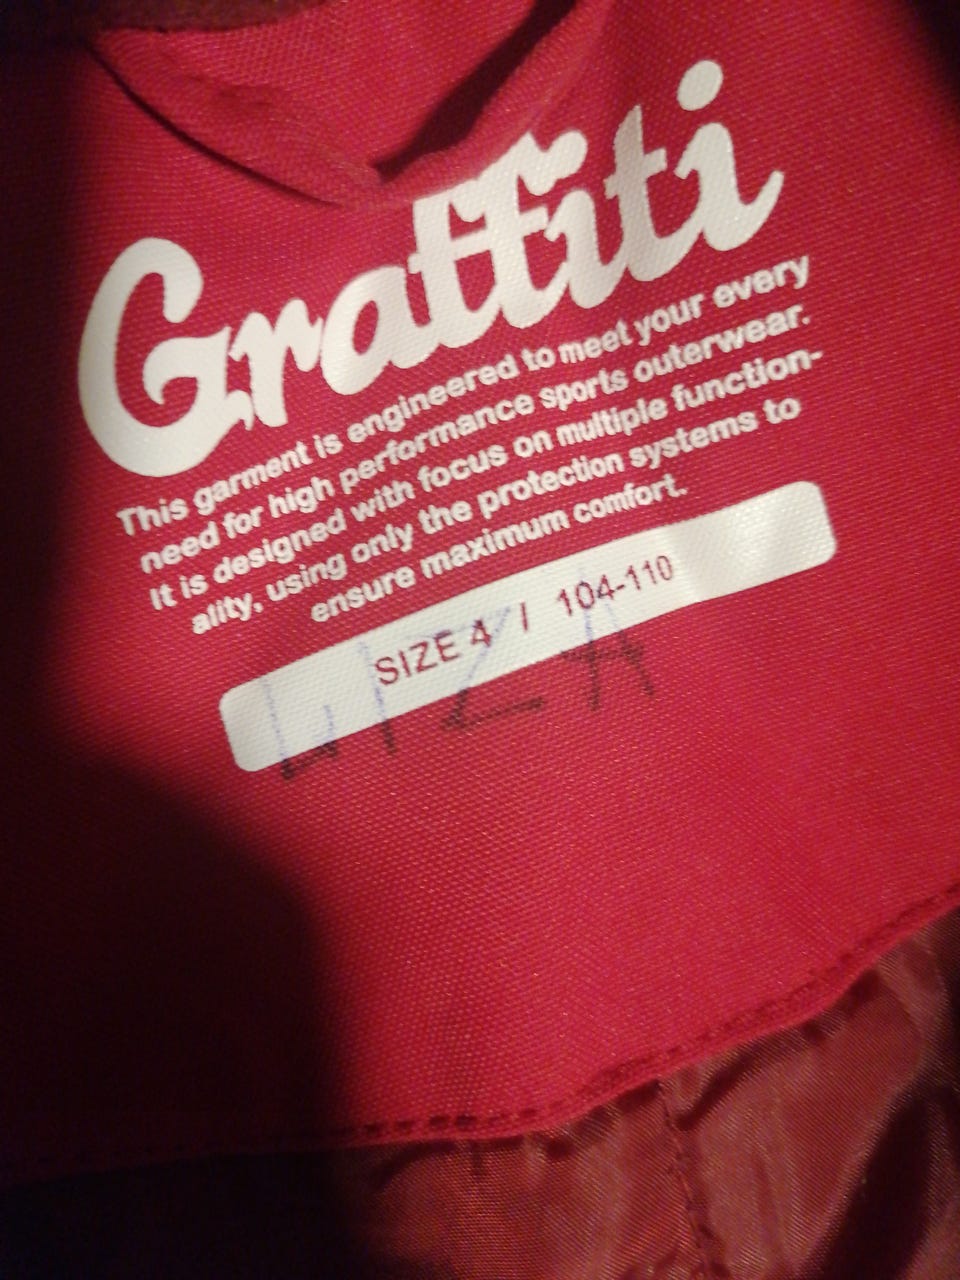 Graffiti
This garment is engineered to meet your every
need for high performance sports outerwear.
It is designed with focus on multiple function-
ality, using only the protection systems to
ensure maximum comfort.
SIZE 4 / 104-110
LIZA